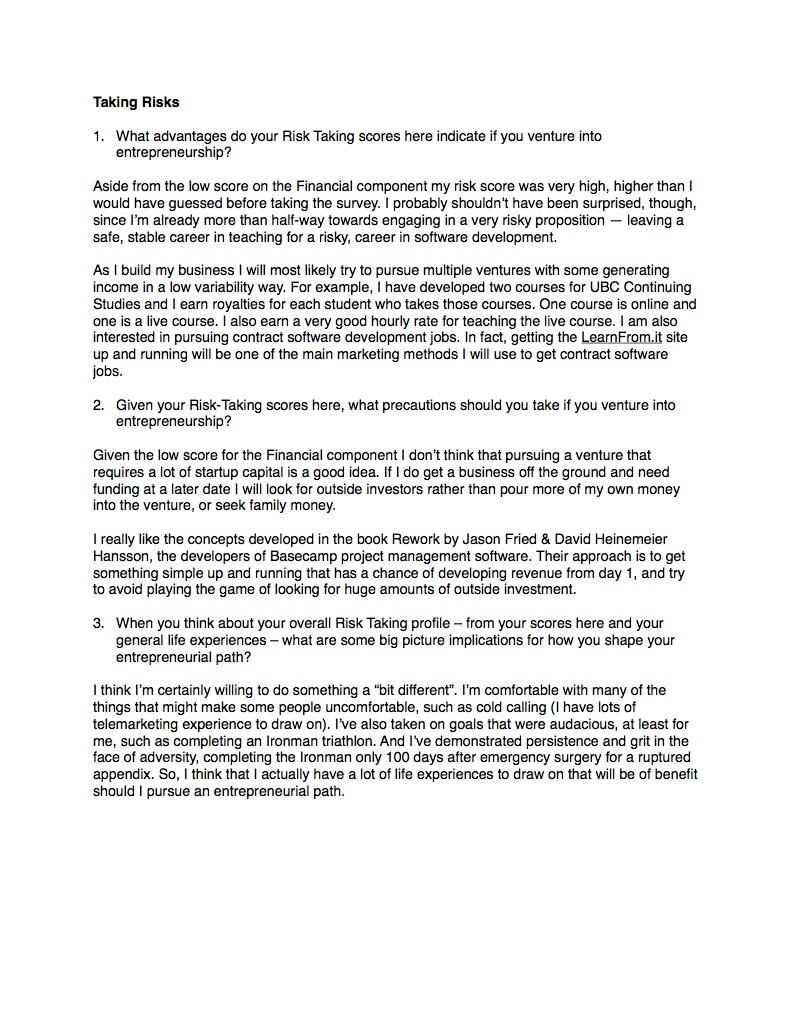 Taking Risks
1. What advantages do your Risk Taking scores here indicate if you venture into
entrepreneurship?
Aside from the low score on the Financial component my risk score was very high, higher than I
would have guessed before taking the survey. I probably shouldn't have been surprised, though,
since I'm already more than half-way towards engaging in a very risky proposition — leaving a
safe, stable career in teaching for a risky, career in software development.
As I build my business I will most likely try to pursue multiple ventures with some generating
income in a low variability way. For example, I have developed two courses for UBC Continuing
Studies and I earn royalties for each student who takes those courses. One course is online and
one is a live course. I also earn a very good hourly rate for teaching the live course. I am also
interested in pursuing contract software development jobs. In fact, getting the LearnFrom.it site
up and running will be one of the main marketing methods I will use to get contract software
jobs.
2. Given your Risk-Taking scores here, what precautions should you take if you venture into
entrepreneurship?
Given the low score for the Financial component I don't think that pursuing a venture that
requires a lot of startup capital is a good idea. If I do get a business off the ground and need
funding at a later date I will look for outside investors rather than pour more of my own money
into the venture, or seek family money.
I really like the concepts developed in the book Rework by Jason Fried & David Heinemeier
Hansson, the developers of Basecamp project management software. Their approach is to get
something simple up and running that has a chance of developing revenue from day 1, and try
to avoid playing the game of looking for huge amounts of outside investment.
3. When you think about your overall Risk Taking profile – from your scores here and your
general life experiences – what are some big picture implications for how you shape your
entrepreneurial path?
I think I'm certainly willing to do something a “bit different”. I'm comfortable with many of the
things that might make some people uncomfortable, such as cold calling (I have lots of
telemarketing experience to draw on). I've also taken on goals that were audacious, at least for
me, such as completing an Ironman triathlon. And I've demonstrated persistence and grit in the
face of adversity, completing the Ironman only 100 days after emergency surgery for a ruptured
appendix. So, I think that I actually have a lot of life experiences to draw on that will be of benefit
should I pursue an entrepreneurial path.